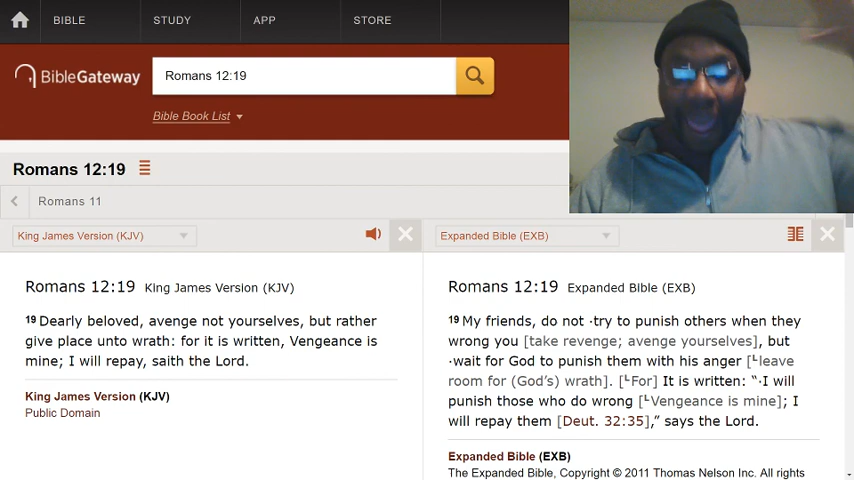 BIBLE STUDY APP STORE
BibleGateway
Romans 12:19
Bible Book List
Romans 12:19
Romans 11
King James Version (KJV)
Romans 12:19 King James Version (KJV)
19 Dearly beloved, avenge not yourselves, but rather
give place unto wrath: for it is written, Vengeance is
mine; I will repay, saith the Lord.
King James Version (KJV)
Public Domain
Expanded Bible (EXB)
Romans 12:19 Expanded Bible (EXB)
19 My friends, do not ·try to punish others when they
wrong you [take revenge; avenge yourselves], but
·wait for God to punish them with his anger [ᴸleave
room for (God's) wrath]. [ᴸFor] It is written: “·I will
punish those who do wrong [ᴸVengeance is mine]; I
will repay them [Deut. 32:35],” says the Lord.
Expanded Bible (EXB)
The Expanded Bible, Copyright © 2011 Thomas Nelson Inc. All rights